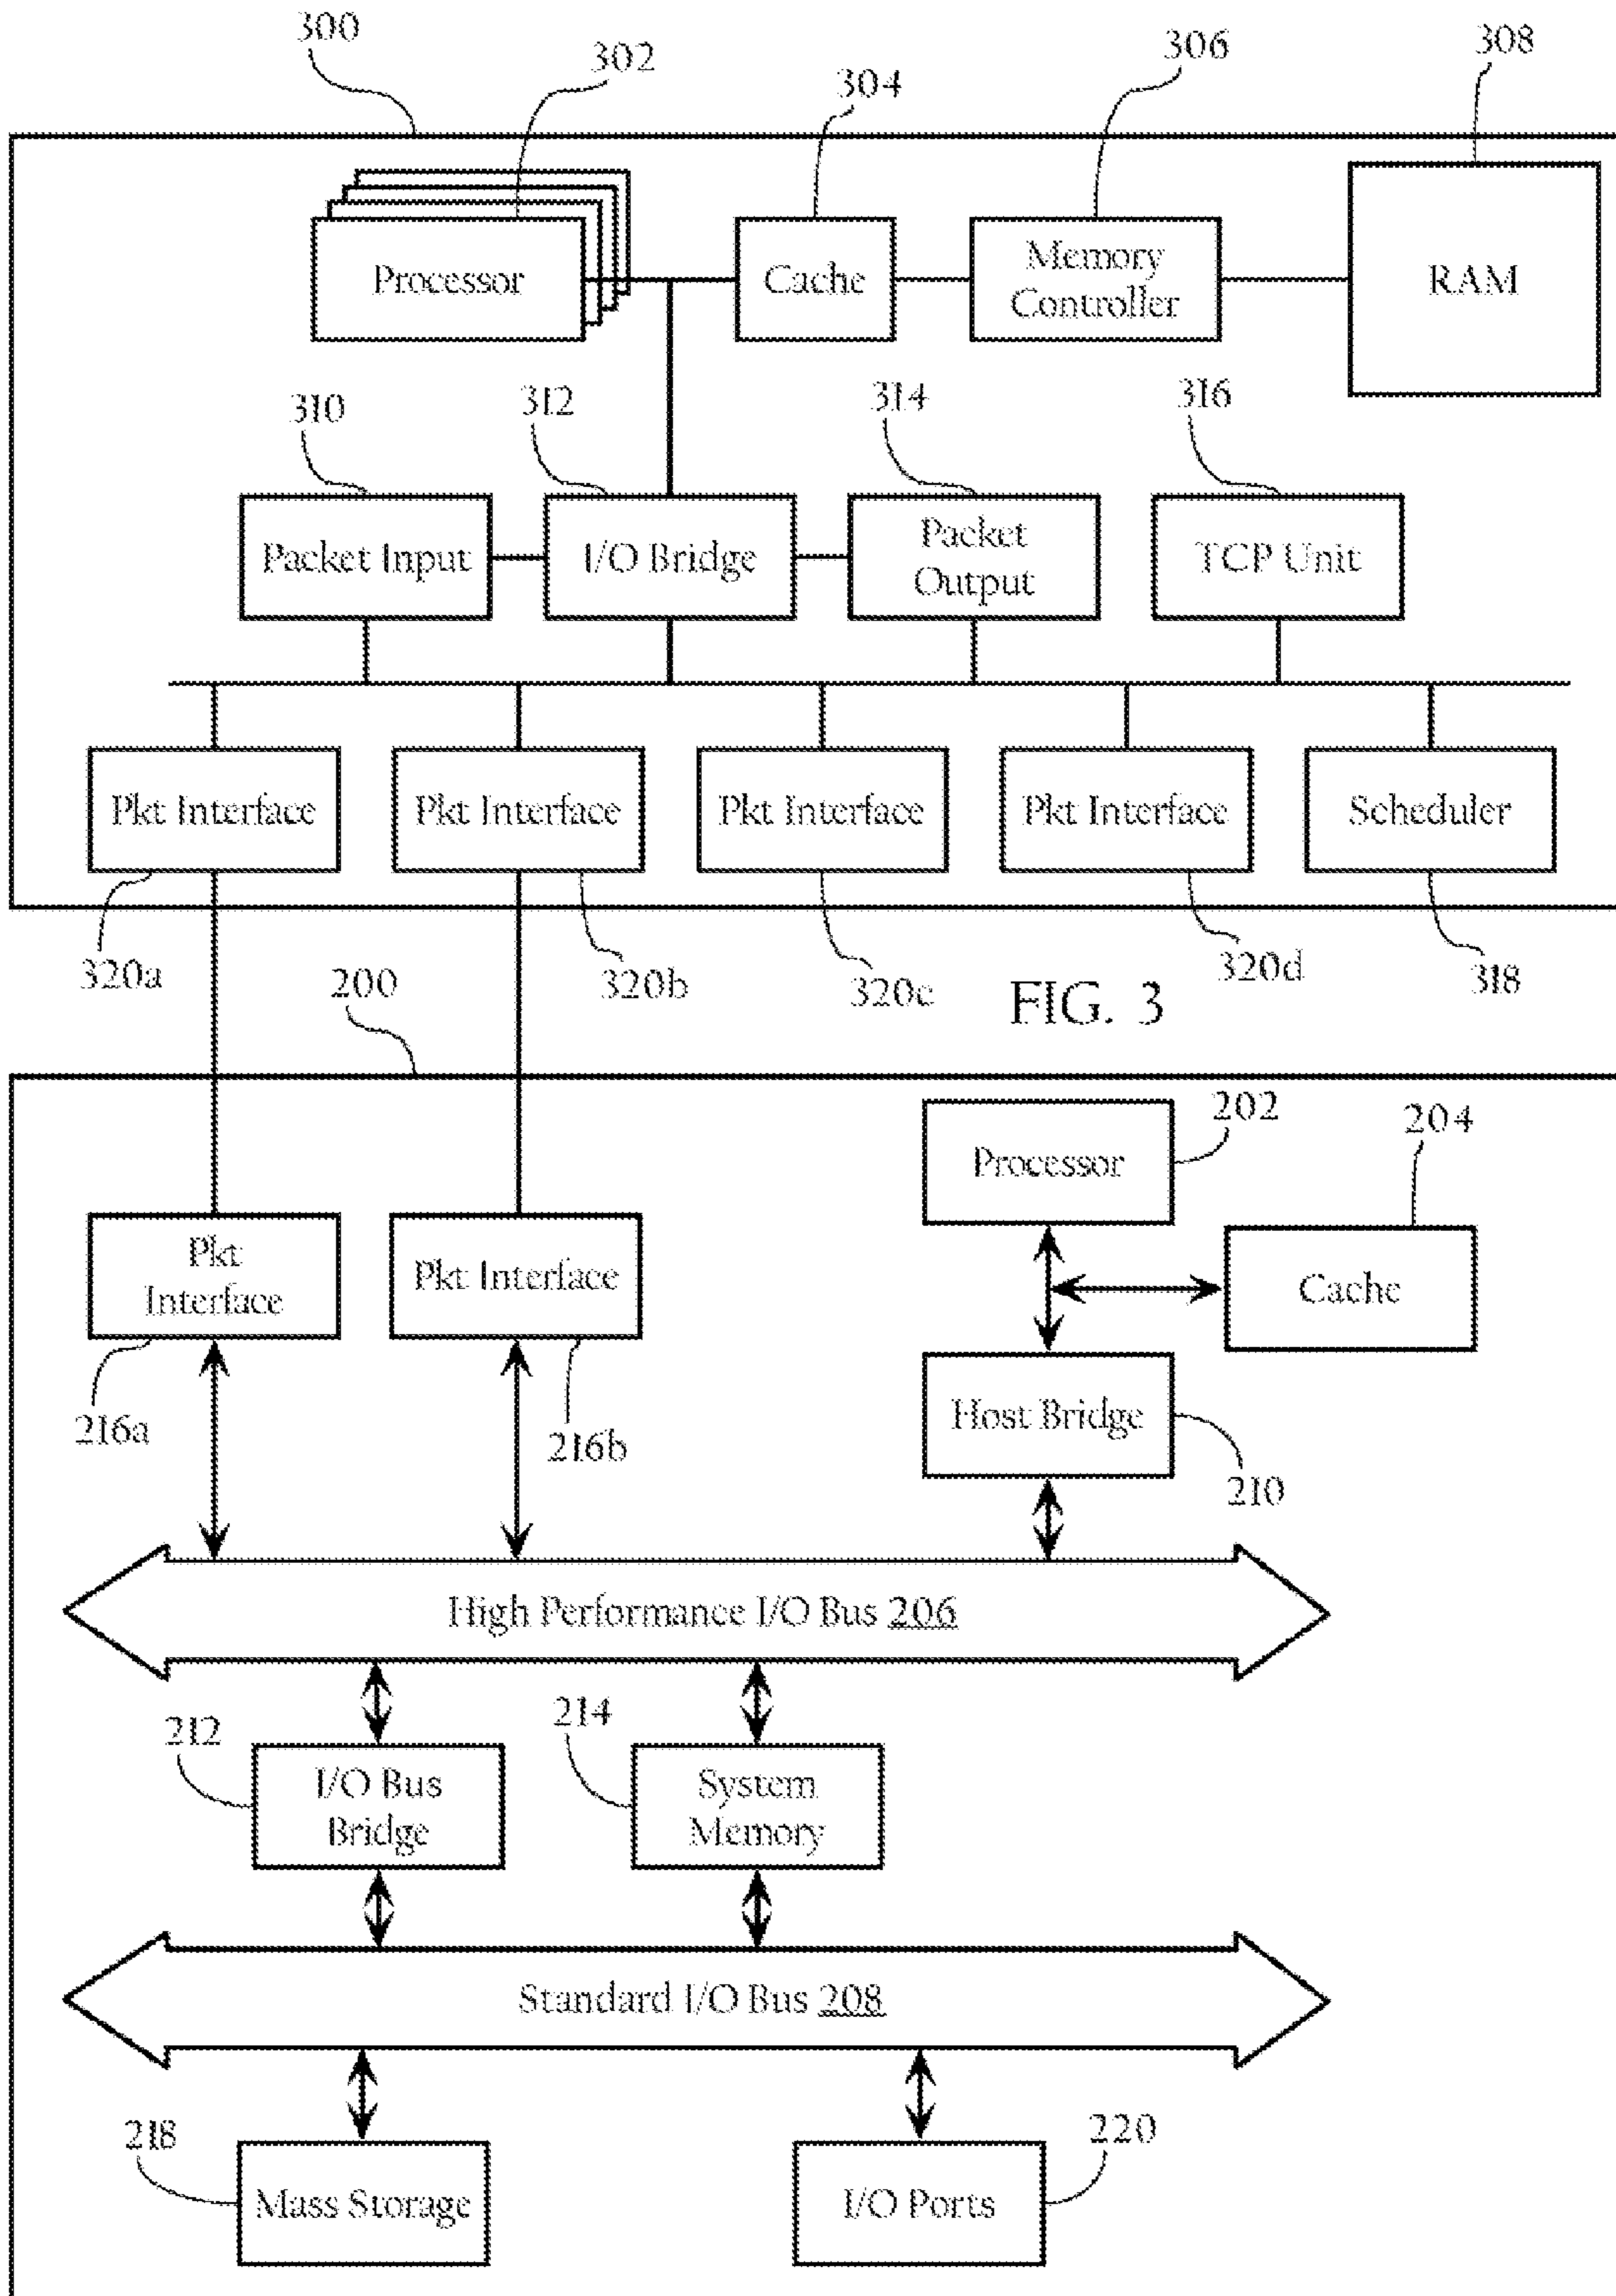 300
302
304
306
308
Processor
Cache
Memory
Controller
RAM
310
312
314
316
Packet Input
I/O Bridge
Packet
Output
TCP Unit
Pkt Interface
Pkt Interface
Pkt Interface
Pkt Interface
Scheduler
320a
320b
320c
320d
318
FIG. 3
200
202
204
Processor
Pkt
Interface
Pkt Interface
Cache
216a
216b
Host Bridge
210
High Performance I/O Bus 206
212
214
I/O Bus
Bridge
System
Memory
Standard I/O Bus 208
218
220
Mass Storage
I/O Ports